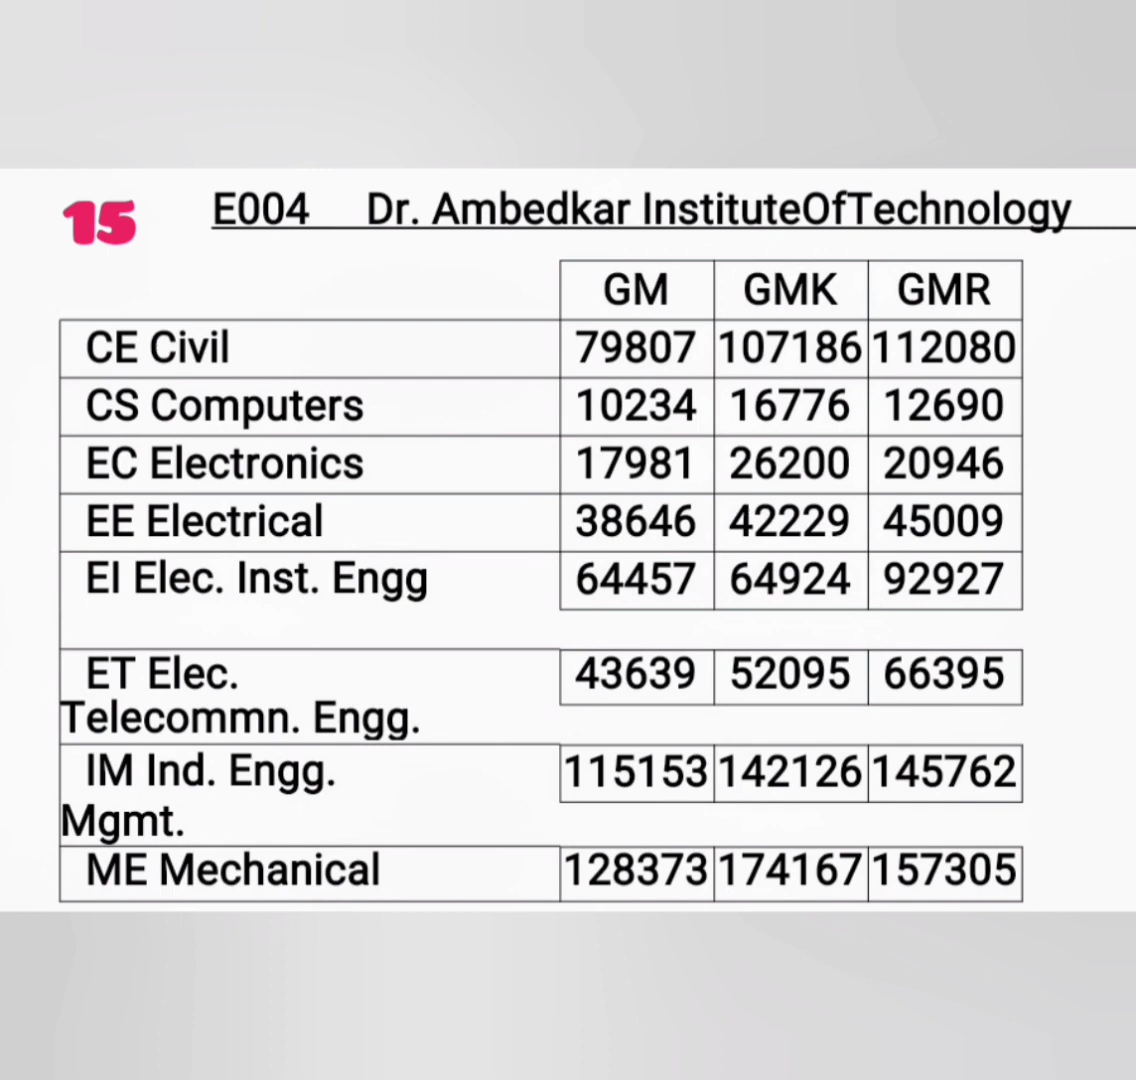 15 E004 Dr. Ambedkar InstituteOfTechnology
GM GMK GMR
CE Civil 79807 107186 112080
CS Computers 10234 16776 12690
EC Electronics 17981 26200 20946
EE Electrical 38646 42229 45009
EI Elec. Inst. Engg 64457 64924 92927
ET Elec. 43639 52095 66395
Telecommn. Engg.
IM Ind. Engg. 115153 142126 145762
Mgmt.
ME Mechanical 128373 174167 157305